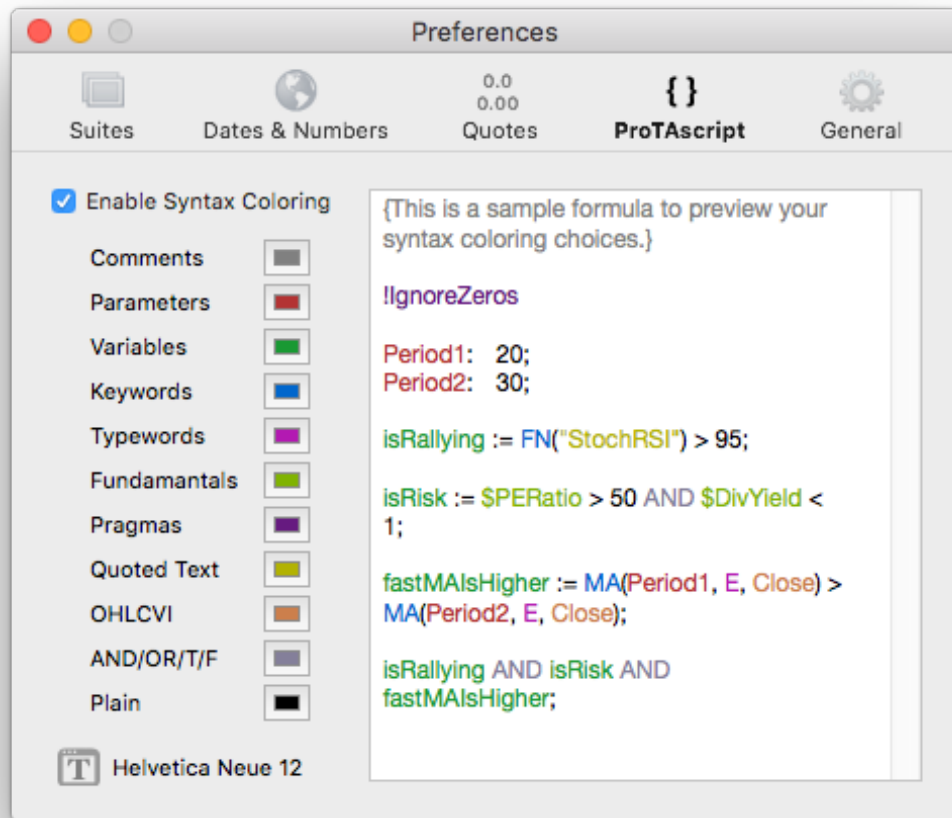 Preferences
0.0
0.00
{ }
Suites Dates & Numbers Quotes ProTAscript General
Enable Syntax Coloring
Comments
Parameters
Variables
Keywords
Typewords
Fundamantals
Pragmas
Quoted Text
OHLCVI
AND/OR/T/F
Plain
T Helvetica Neue 12
{This is a sample formula to preview your
syntax coloring choices.}
!IgnoreZeros
Period1: 20;
Period2: 30;
isRallying := FN("StochRSI") > 95;
isRisk := $PERatio > 50 AND $DivYield <
1;
fastMAIsHigher := MA(Period1, E, Close) >
MA(Period2, E, Close);
isRallying AND isRisk AND
fastMAIsHigher;